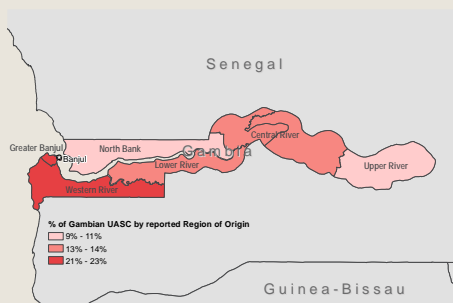 Senegal
Greater Banjul
North Bank
Banjul
Gambia
Central River
Lower River
Upper River
Western River
% of Gambian UASC by reported Region of Origin
9% - 11%
13% - 14%
21% - 23%
Guinea-Bissau